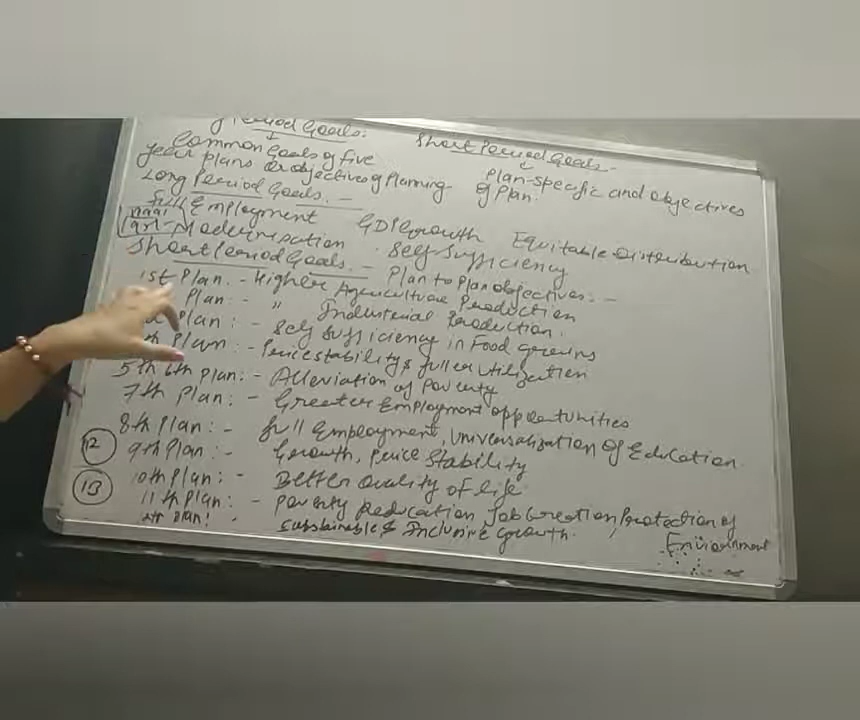 Period Goals:
Short Period Goals -
Common Goals of Five
year plans or objectives of Planning
Plan-specific and objectives
of Plan.
Long Period Goals. -
full Employment
GDP Growth Equitable Distribution
Modernisation
Self Sufficiency
Short Period Goals. - Plan to Plan objectives: -
1st Plan. - Higher Agriculture Production
Plan: - " Industrial Production.
Plan: - Self Sufficiency in Food grains
Plan: - Price stability & full Utilization
5th 6th Plan: - Alleviation of Poverty
7th Plan: - Greater Employment opportunities
8th Plan: - full Employment, Universalization of Education
12
9th Plan: - Growth, Price Stability
10th Plan: - Better Quality of life
13
11th Plan: - Poverty Reducation Job Creation, Protection of
Environment
Plan: - Substainable & Inclusive Growth.